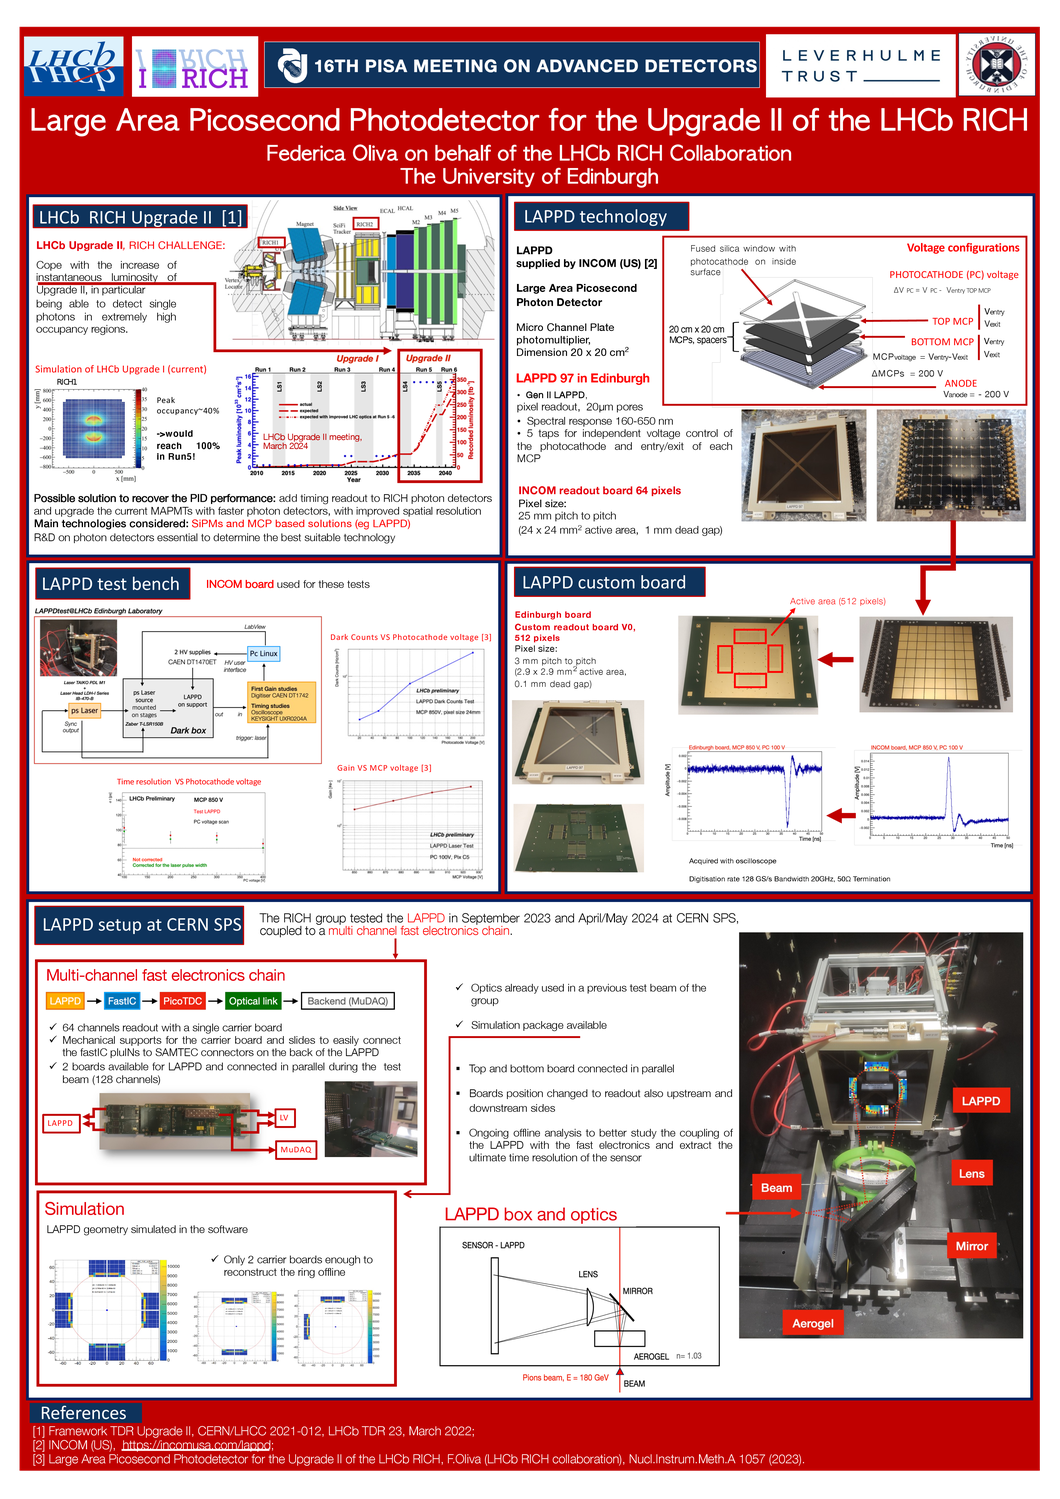 LHCb
RICH
16TH PISA MEETING ON ADVANCED DETECTORS
LEVERHULME
TRUST
Large Area Picosecond Photodetector for the Upgrade II of the LHCb RICH
Federica Oliva on behalf of the LHCb RICH Collaboration
The University of Edinburgh
LHCb RICH Upgrade II [1]
LHCb Upgrade II, RICH CHALLENGE:
Cope with the increase of
instantaneous luminosity of
Upgrade II, in particular
being able to detect single
photons in extremely high
occupancy regions.
Side View
ECAL HCAL
M2 M3 M4 M5
Magnet
SciFi
Tracker
RICH2
RICH1
Vertex
Locator
Upgrade I
Upgrade II
Simulation of LHCb Upgrade I (current)
RICH1
y [mm]
x [mm]
Peak
occupancy~40%
->would
reach 100%
in Run5!
Run 1 Run 2 Run 3 Run 4 Run 5 Run 6
LS1 LS2 LS3 LS4 LS5
actual
expected
expected with improved LHC optics at Run 5 -6
LHCb Upgrade II meeting,
March 2024
Peak luminosity [10³³ cm⁻²s⁻¹]
Recorded luminosity [fb⁻¹]
2010 2015 2020 2025 2030 2035 2040
Year
Possible solution to recover the PID performance: add timing readout to RICH photon detectors
and upgrade the current MAPMTs with faster photon detectors, with improved spatial resolution
Main technologies considered: SiPMs and MCP based solutions (eg LAPPD)
R&D on photon detectors essential to determine the best suitable technology
LAPPD technology
LAPPD
supplied by INCOM (US) [2]
Large Area Picosecond
Photon Detector
Micro Channel Plate
photomultiplier,
Dimension 20 x 20 cm²
LAPPD 97 in Edinburgh
• Gen II LAPPD,
pixel readout, 20µm pores
• Spectral response 160-650 nm
• 5 taps for independent voltage control of
the photocathode and entry/exit of each
MCP
INCOM readout board 64 pixels
Pixel size:
25 mm pitch to pitch
(24 x 24 mm² active area, 1 mm dead gap)
Fused silica window with
photocathode on inside
surface
Voltage configurations
PHOTOCATHODE (PC) voltage
ΔV PC = V PC - Ventry TOP MCP
20 cm x 20 cm
MCPs, spacers
TOP MCP
Ventry
Vexit
BOTTOM MCP
Ventry
Vexit
MCPvoltage = Ventry-Vexit
ΔMCPs = 200 V
ANODE
Vanode = - 200 V
LAPPD test bench
INCOM board used for these tests
LAPPDtest@LHCb Edinburgh Laboratory
LabView
2 HV supplies
CAEN DT1470ET
HV user
interface
Pc Linux
Laser TAIKO PDL M1
+
Laser Head LDH-I Series
IB-470-B
ps Laser
Sync
output
ps Laser
source
mounted
on stages
Zaber T-LSR150B
LAPPD
on support
Dark box
out in
First Gain studies
Digitiser CAEN DT1742
Timing studies
Oscilloscope
KEYSIGHT UXR0204A
trigger: laser
Dark Counts VS Photocathode voltage [3]
LHCb preliminary
LAPPD Dark Counts Test
MCP 850V, pixel size 24mm
Photocathode Voltage [V]
Time resolution VS Photocathode voltage
LHCb Preliminary
MCP 850 V
Test LAPPD
PC voltage scan
Not corrected
Corrected for the laser pulse width
PC voltage [V]
Gain VS MCP voltage [3]
LHCb preliminary
LAPPD Laser Test
PC 100V, Pix C5
MCP Voltage [V]
LAPPD custom board
Edinburgh board
Custom readout board V0,
512 pixels
Pixel size:
3 mm pitch to pitch
(2.9 x 2.9 mm² active area,
0.1 mm dead gap)
Active area (512 pixels)
Edinburgh board, MCP 850 V, PC 100 V
Amplitude [V]
Time [ns]
INCOM board, MCP 850 V, PC 100 V
Amplitude [V]
Time [ns]
Acquired with oscilloscope
Digitisation rate 128 GS/s Bandwidth 20GHz, 50Ω Termination
LAPPD setup at CERN SPS
The RICH group tested the LAPPD in September 2023 and April/May 2024 at CERN SPS,
coupled to a multi channel fast electronics chain.
Multi-channel fast electronics chain
LAPPD FastIC PicoTDC Optical link Backend (MuDAQ)
✓ 64 channels readout with a single carrier board
✓ Mechanical supports for the carrier board and slides to easily connect
the fastIC pluINs to SAMTEC connectors on the back of the LAPPD
✓ 2 boards available for LAPPD and connected in parallel during the test
beam (128 channels)
LAPPD
LV
MuDAQ
✓ Optics already used in a previous test beam of the
group
✓ Simulation package available
▪ Top and bottom board connected in parallel
▪ Boards position changed to readout also upstream and
downstream sides
▪ Ongoing offline analysis to better study the coupling of
the LAPPD with the fast electronics and extract the
ultimate time resolution of the sensor
Simulation
LAPPD geometry simulated in the software
✓ Only 2 carrier boards enough to
reconstruct the ring offline
LAPPD box and optics
SENSOR - LAPPD
LENS
MIRROR
AEROGEL n= 1.03
Pions beam, E = 180 GeV
BEAM
LAPPD
Lens
Beam
Mirror
Aerogel
References
[1] Framework TDR Upgrade II, CERN/LHCC 2021-012, LHCb TDR 23, March 2022;
[2] INCOM (US), https://incomusa.com/lappd;
[3] Large Area Picosecond Photodetector for the Upgrade II of the LHCb RICH, F.Oliva (LHCb RICH collaboration), Nucl.Instrum.Meth.A 1057 (2023).